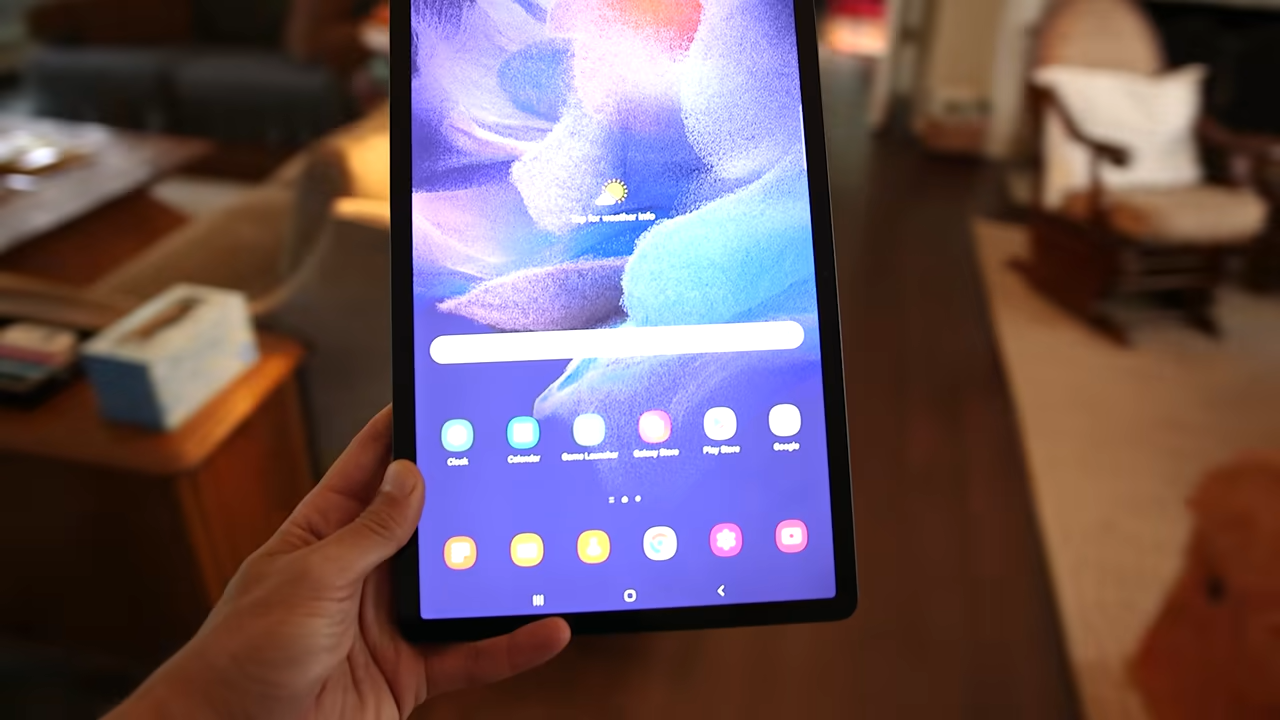 Tap for weather info
Clock
Calendar
Game Launcher
Galaxy Store
Play Store
Google